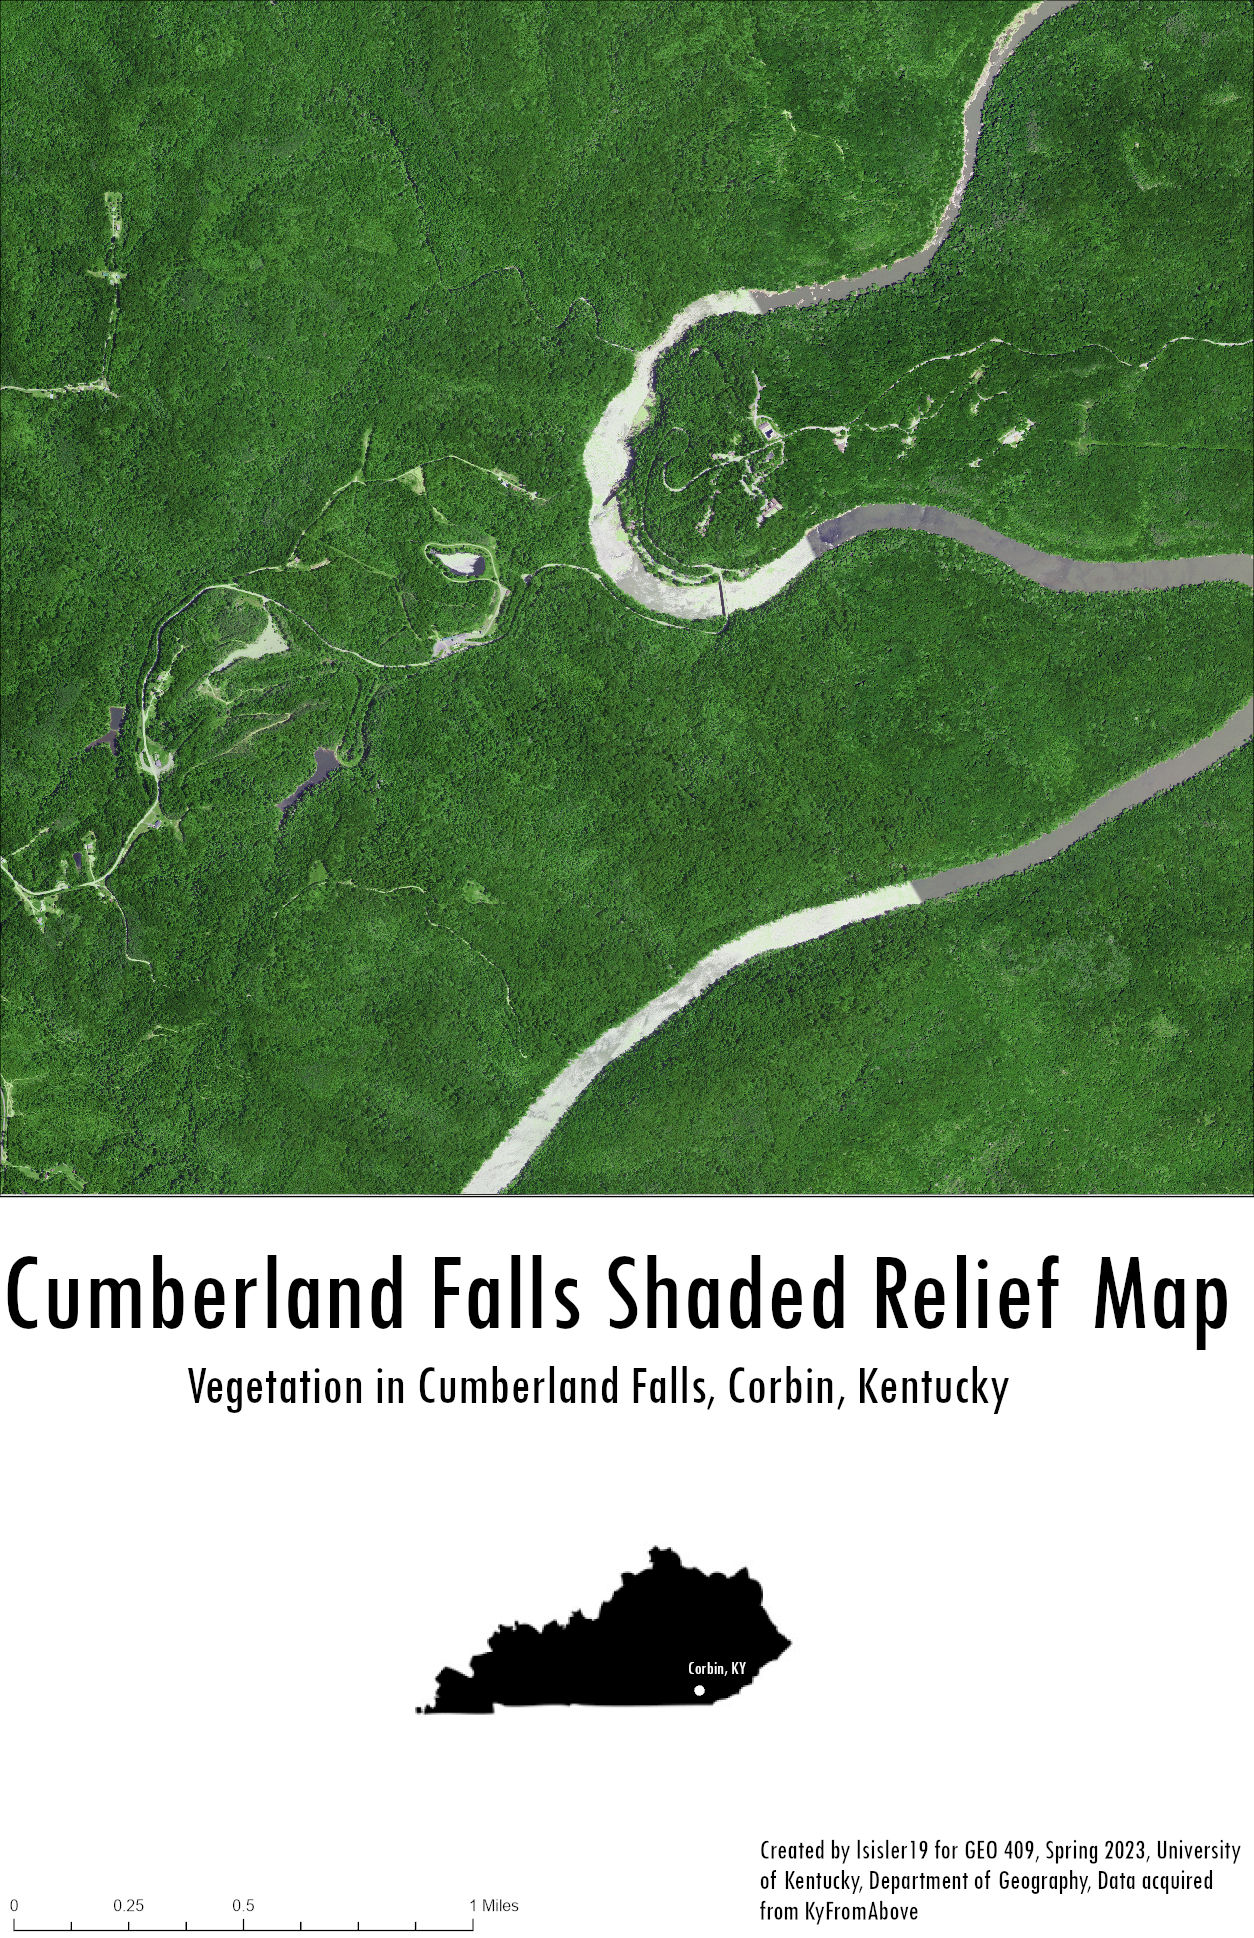 Cumberland Falls Shaded Relief Map
Vegetation in Cumberland Falls, Corbin, Kentucky
Corbin, KY
Created by lsisler19 for GEO 409, Spring 2023, University
of Kentucky, Department of Geography, Data acquired
from KyFromAbove
0 0.25 0.5 1 Miles